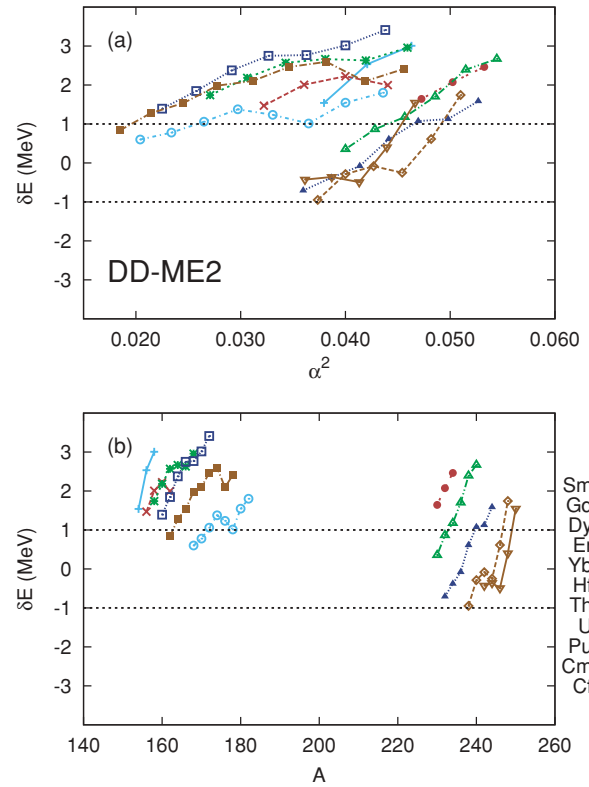 (a)
3
2
1
0
-1
-2
-3
δE (MeV)
DD-ME2
0.020 0.030 0.040 0.050 0.060
α²
(b)
3
2
1
0
-1
-2
-3
δE (MeV)
140 160 180 200 220 240 260
A
Sm
Gd
Dy
Er
Yb
Hf
Th
U
Pu
Cm
Cf